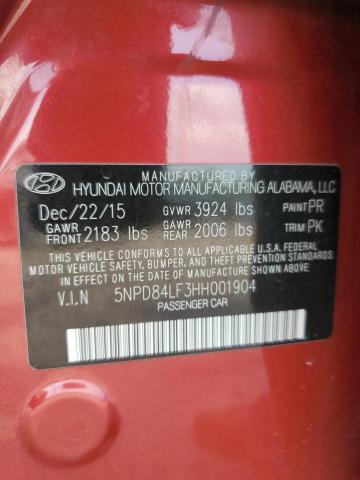 MANUFACTURED BY
HYUNDAI MOTOR MANUFACTURING ALABAMA, LLC
Dec/22/15 GVWR 3924 lbs PAINT PR
GAWR FRONT 2183 lbs GAWR REAR 2006 lbs TRIM PK
THIS VEHICLE CONFORMS TO ALL APPLICABLE U.S.A. FEDERAL
MOTOR VEHICLE SAFETY, BUMPER, AND THEFT PREVENTION
STANDARDS IN EFFECT ON THE DATE OF MANUFACTURE SHOWN ABOVE.
V.I.N 5NPD84LF3HH001904
PASSENGER CAR